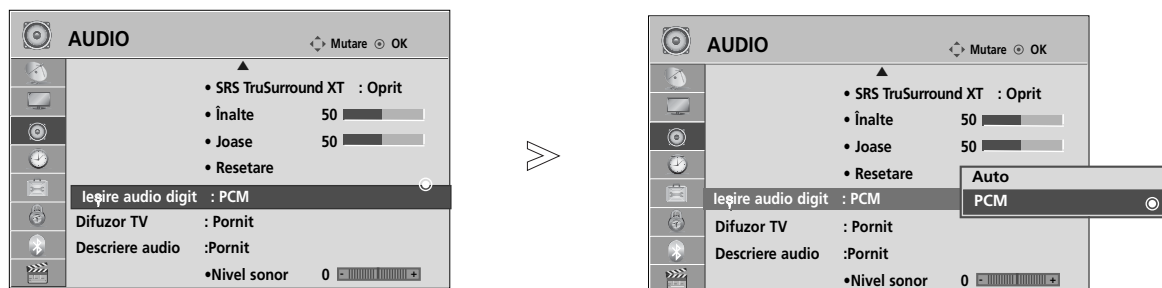 AUDIO
Mutare OK
• SRS TruSurround XT : Oprit
• Înalte 50
• Joase 50
• Resetare
Ieşire audio digit : PCM
Difuzor TV : Pornit
Descriere audio :Pornit
•Nivel sonor 0 - +
AUDIO
Mutare OK
• SRS TruSurround XT : Oprit
• Înalte 50
• Joase 50
• Resetare
Ieşire audio digit : PCM
Auto
PCM
Difuzor TV : Pornit
Descriere audio :Pornit
•Nivel sonor 0 - +